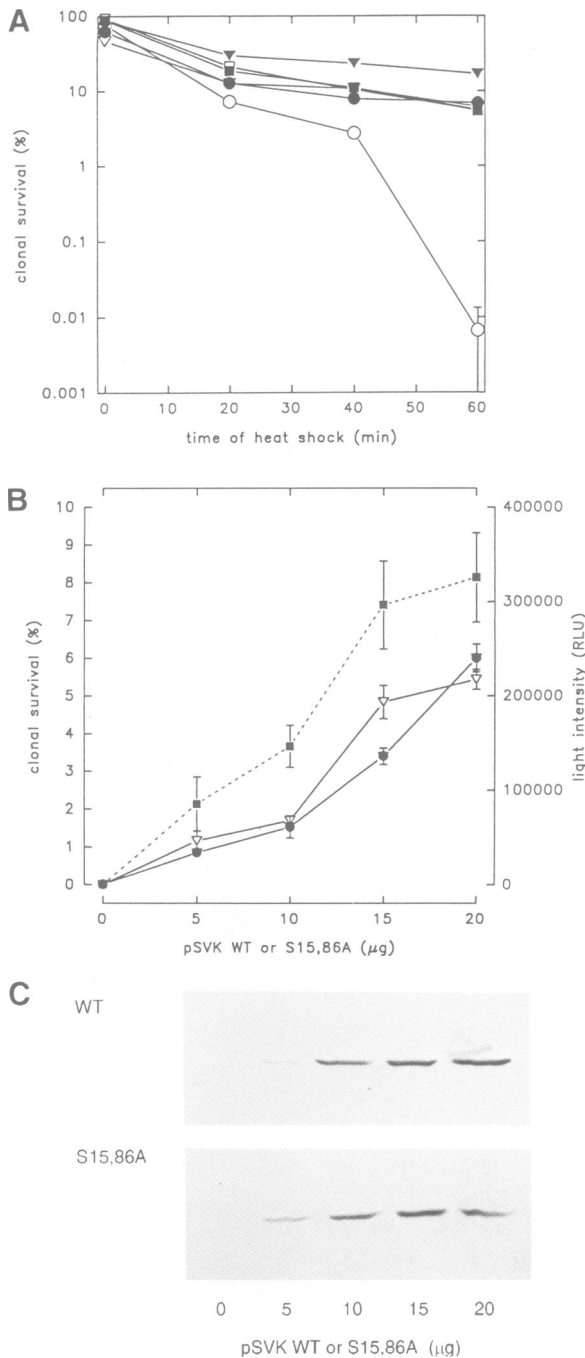 A
100
10
1
0.1
0.01
0.001
clonal survival (%)
0 10 20 30 40 50 60
time of heat shock (min)
B
10
9
8
7
6
5
4
3
2
1
0
clonal survival (%)
400000
300000
200000
100000
0
light intensity (RLU)
0 5 10 15 20
pSVK WT or S15,86A (μg)
C
WT
S15,86A
0 5 10 15 20
pSVK WT or S15,86A (μg)